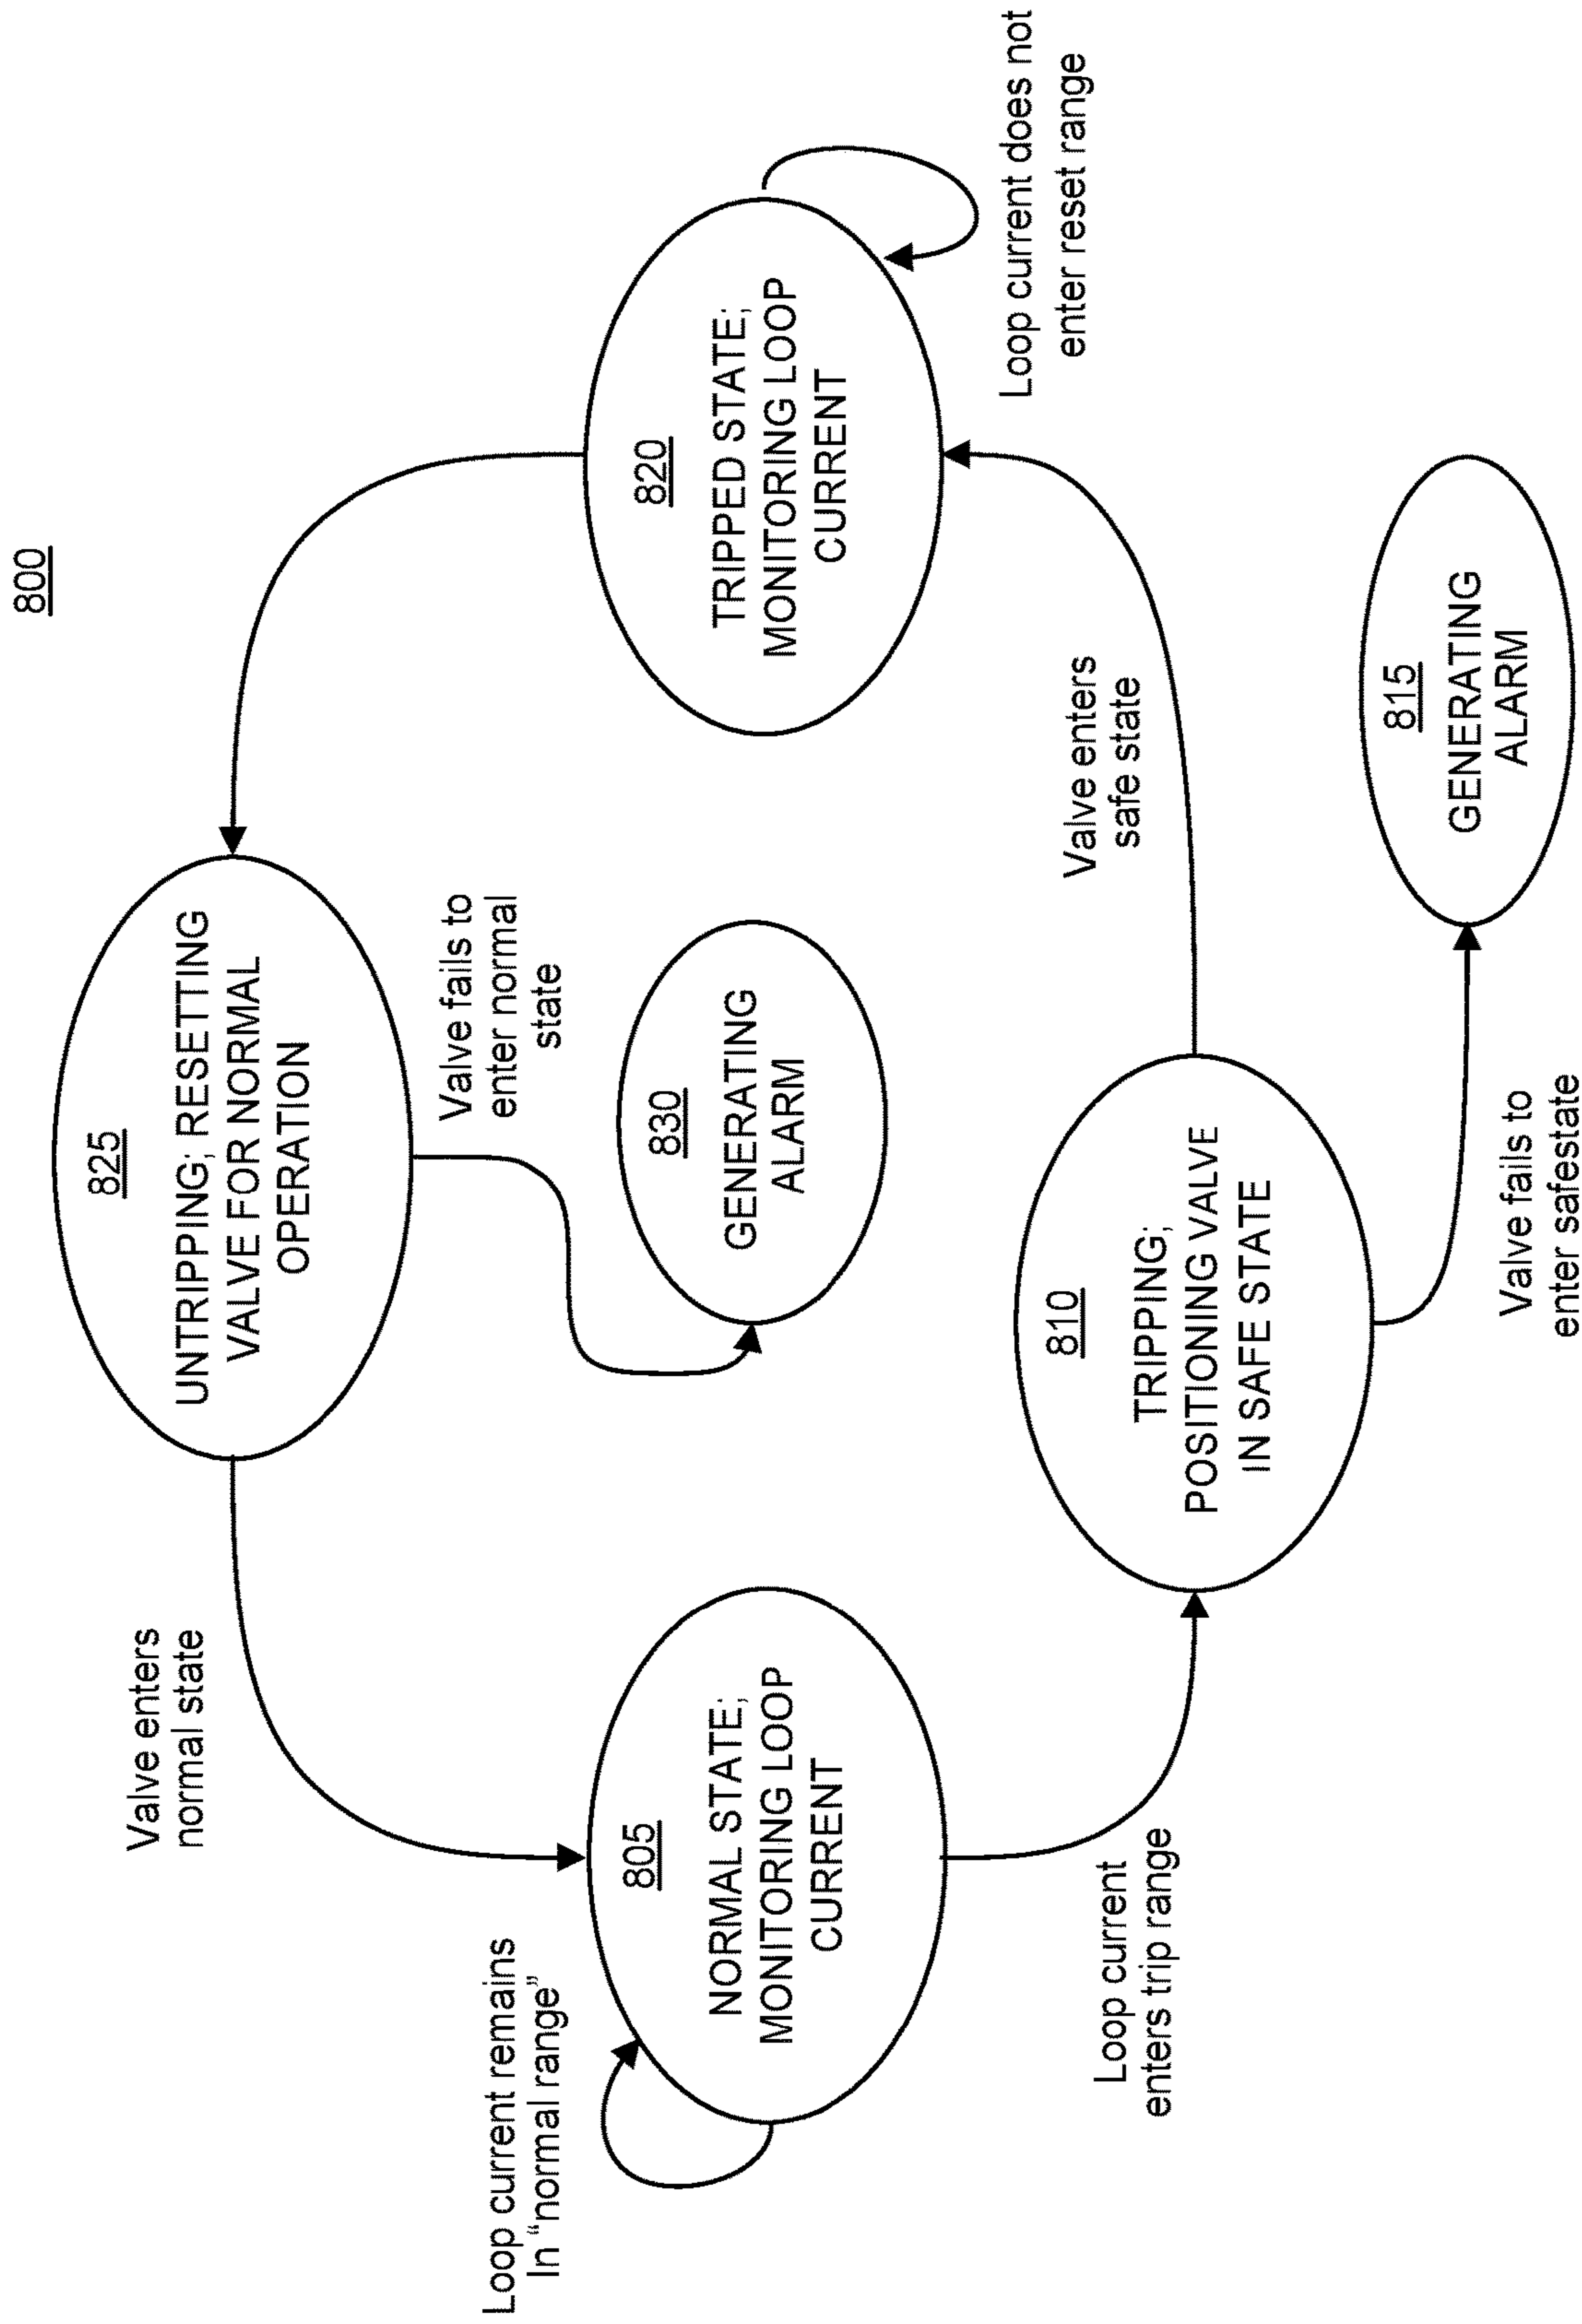 800
825
UNTRIPPING; RESETTING
VALVE FOR NORMAL
OPERATION
Valve enters
normal state
Valve fails to
enter normal
state
Loop current remains
In “normal range”
805
NORMAL STATE;
MONITORING LOOP
CURRENT
830
GENERATING
ALARM
820
TRIPPED STATE;
MONITORING LOOP
CURRENT
Loop current does not
enter reset range
Loop current
enters trip range
810
TRIPPING;
POSITIONING VALVE
IN SAFE STATE
Valve enters
safe state
815
GENERATING
ALARM
Valve fails to
enter safestate